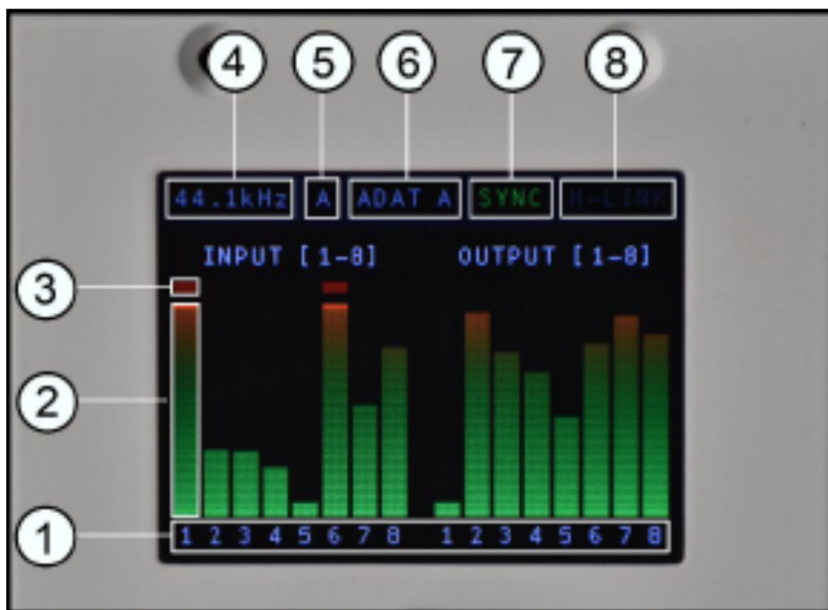 4 5 6 7 8
44.1kHz A ADAT A SYNC H-LINK
INPUT [1-8] OUTPUT [1-8]
3
2
1
1 2 3 4 5 6 7 8 1 2 3 4 5 6 7 8